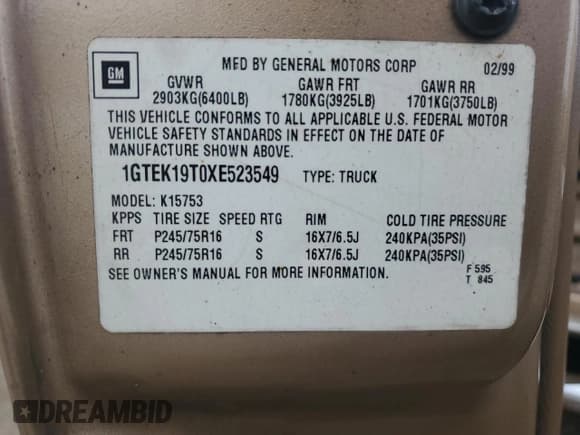 GM
MFD BY GENERAL MOTORS CORP 02/99
GVWR GAWR FRT GAWR RR
2903KG(6400LB) 1780KG(3925LB) 1701KG(3750LB)
THIS VEHICLE CONFORMS TO ALL APPLICABLE U.S. FEDERAL MOTOR
VEHICLE SAFETY STANDARDS IN EFFECT ON THE DATE OF
MANUFACTURE SHOWN ABOVE.
1GTEK19T0XE523549 TYPE: TRUCK
MODEL: K15753
KPPS TIRE SIZE SPEED RTG RIM COLD TIRE PRESSURE
FRT P245/75R16 S 16X7/6.5J 240KPA(35PSI)
RR P245/75R16 S 16X7/6.5J 240KPA(35PSI)
SEE OWNER'S MANUAL FOR MORE INFORMATION. F 595
T 845
DREAMBID